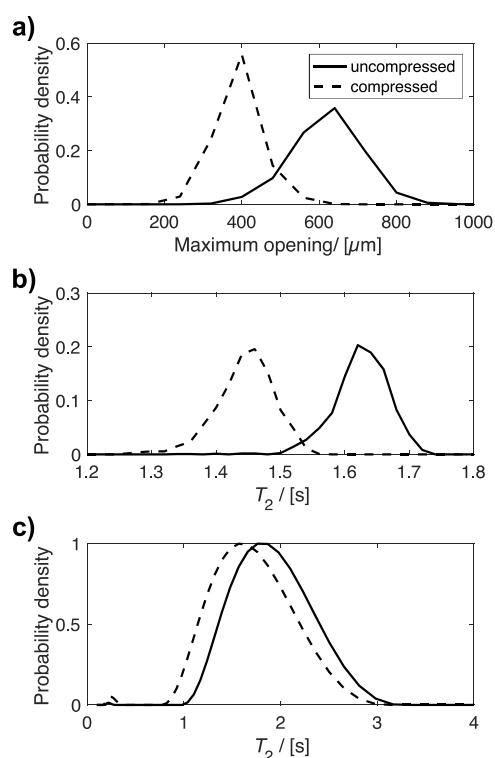 a)
Probability density
0.6
0.4
0.2
0
uncompressed
compressed
0 200 400 600 800 1000
Maximum opening/ [µm]
b)
Probability density
0.3
0.2
0.1
0
1.2 1.3 1.4 1.5 1.6 1.7 1.8
T2 / [s]
c)
Probability density
1
0.5
0
0 1 2 3 4
T2 / [s]